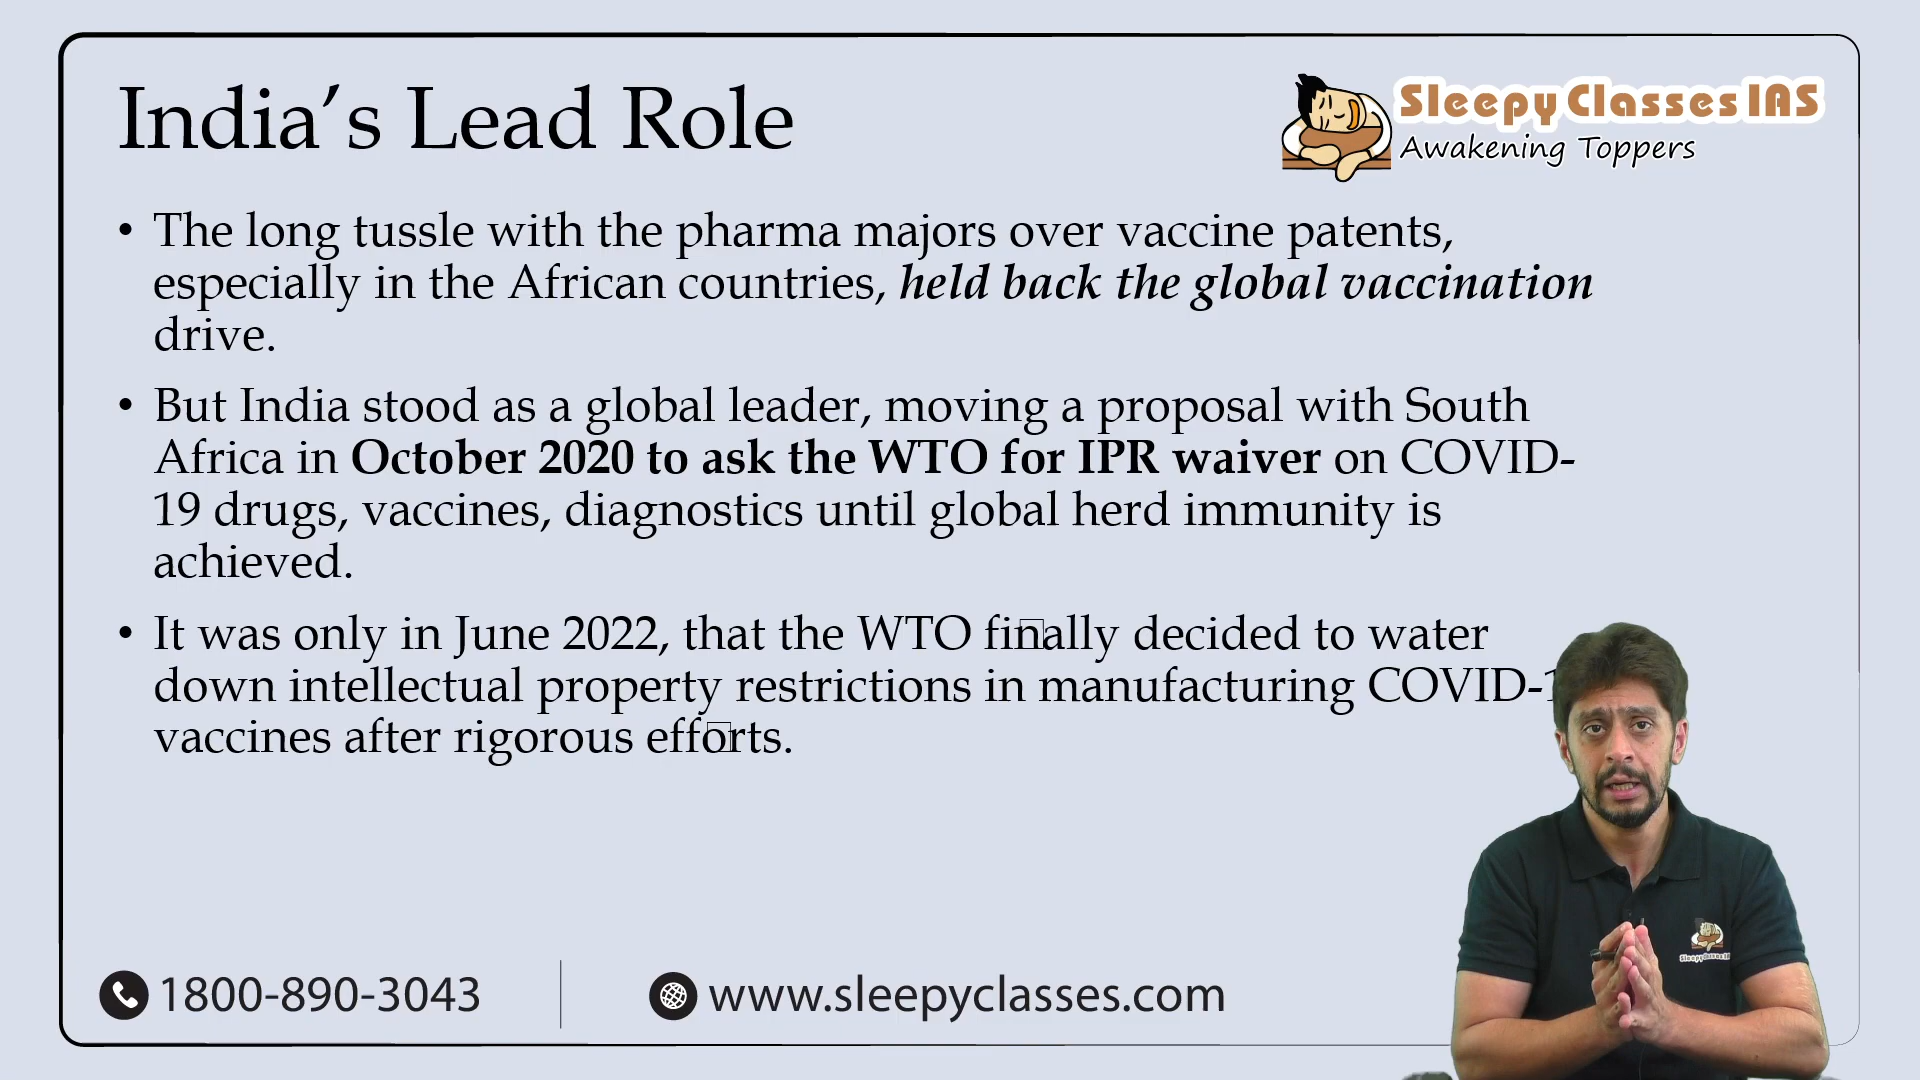 India’s Lead Role
Sleepy Classes IAS
Awakening Toppers
• The long tussle with the pharma majors over vaccine patents,
especially in the African countries, held back the global vaccination
drive.
• But India stood as a global leader, moving a proposal with South
Africa in October 2020 to ask the WTO for IPR waiver on COVID-
19 drugs, vaccines, diagnostics until global herd immunity is
achieved.
• It was only in June 2022, that the WTO finally decided to water
down intellectual property restrictions in manufacturing COVID-1
vaccines after rigorous efforts.
1800-890-3043
www.sleepyclasses.com